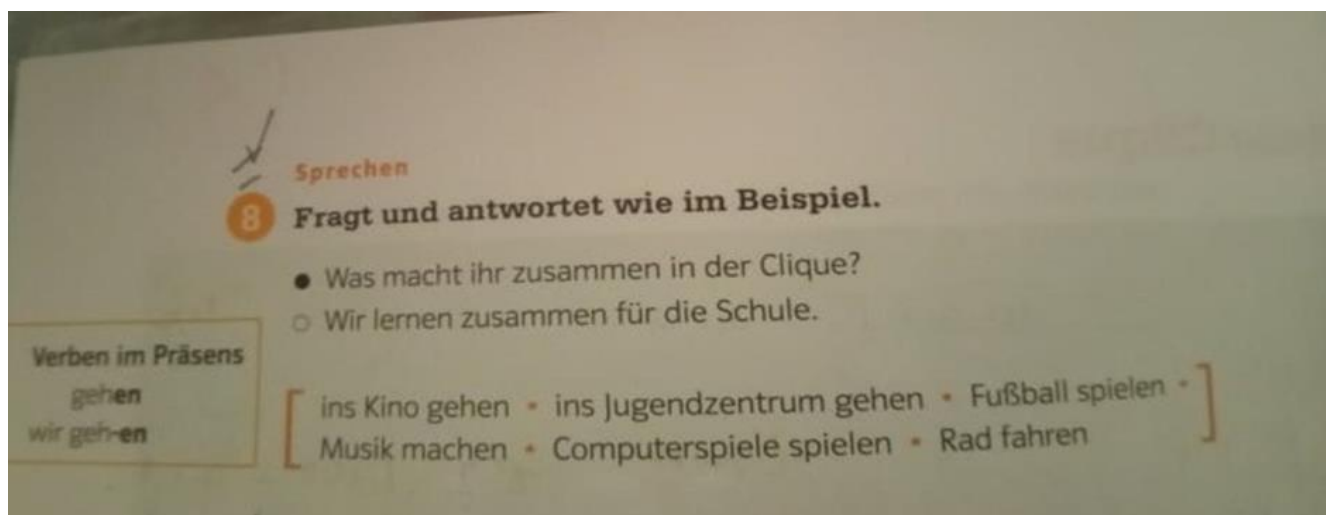 Sprechen
8 Fragt und antwortet wie im Beispiel.
● Was macht ihr zusammen in der Clique?
○ Wir lernen zusammen für die Schule.
Verben im Präsens
gehen
wir geh-en
[ ins Kino gehen • ins Jugendzentrum gehen • Fußball spielen •
Musik machen • Computerspiele spielen • Rad fahren ]